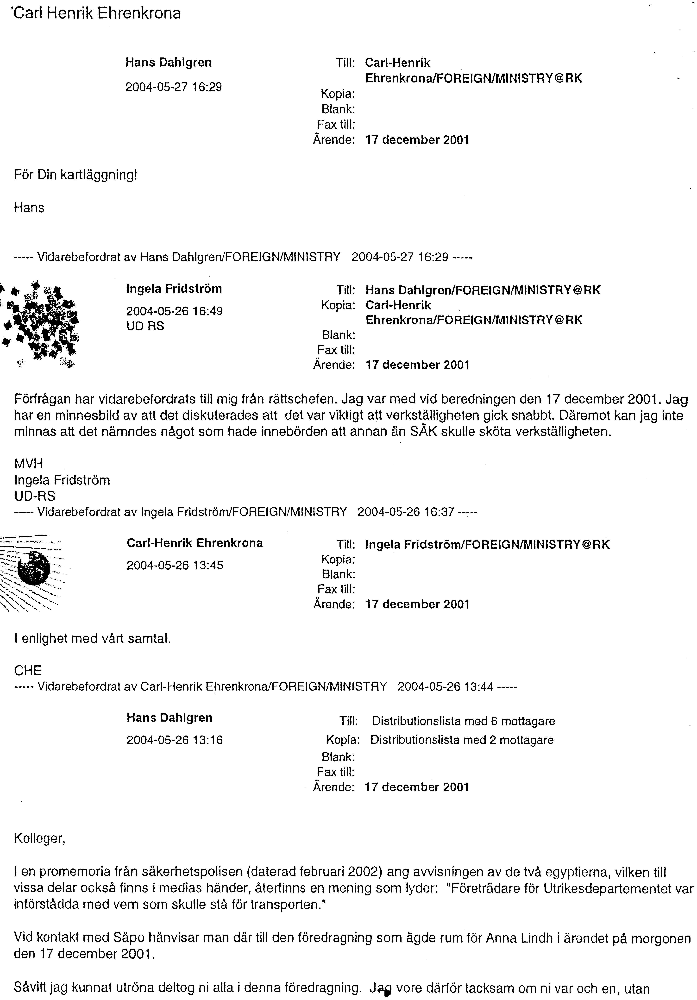 'Carl Henrik Ehrenkrona
Hans Dahlgren
2004-05-27 16:29
Till: Carl-Henrik
Ehrenkrona/FOREIGN/MINISTRY@RK
Kopia:
Blank:
Fax till:
Ärende: 17 december 2001
För Din kartläggning!
Hans
----- Vidarebefordrat av Hans Dahlgren/FOREIGN/MINISTRY 2004-05-27 16:29 -----
Ingela Fridström
2004-05-26 16:49
UD RS
Till: Hans Dahlgren/FOREIGN/MINISTRY@RK
Kopia: Carl-Henrik
Ehrenkrona/FOREIGN/MINISTRY@RK
Blank:
Fax till:
Ärende: 17 december 2001
Förfrågan har vidarebefordrats till mig från rättschefen. Jag var med vid beredningen den 17 december 2001. Jag
har en minnesbild av att det diskuterades att det var viktigt att verkställigheten gick snabbt. Däremot kan jag inte
minnas att det nämndes något som hade innebörden att annan än SÄK skulle sköta verkställigheten.
MVH
Ingela Fridström
UD-RS
----- Vidarebefordrat av Ingela Fridström/FOREIGN/MINISTRY 2004-05-26 16:37 -----
Carl-Henrik Ehrenkrona
2004-05-26 13:45
Till: Ingela Fridström/FOREIGN/MINISTRY@RK
Kopia:
Blank:
Fax till:
Ärende: 17 december 2001
I enlighet med vårt samtal.
CHE
----- Vidarebefordrat av Carl-Henrik Ehrenkrona/FOREIGN/MINISTRY 2004-05-26 13:44 -----
Hans Dahlgren
2004-05-26 13:16
Till: Distributionslista med 6 mottagare
Kopia: Distributionslista med 2 mottagare
Blank:
Fax till:
Ärende: 17 december 2001
Kolleger,
I en promemoria från säkerhetspolisen (daterad februari 2002) ang avvisningen av de två egyptierna, vilken till
vissa delar också finns i medias händer, återfinns en mening som lyder: "Företrädare för Utrikesdepartementet var
införstådda med vem som skulle stå för transporten."
Vid kontakt med Säpo hänvisar man där till den föredragning som ägde rum för Anna Lindh i ärendet på morgonen
den 17 december 2001.
Såvitt jag kunnat utröna deltog ni alla i denna föredragning. Jag vore därför tacksam om ni var och en, utan